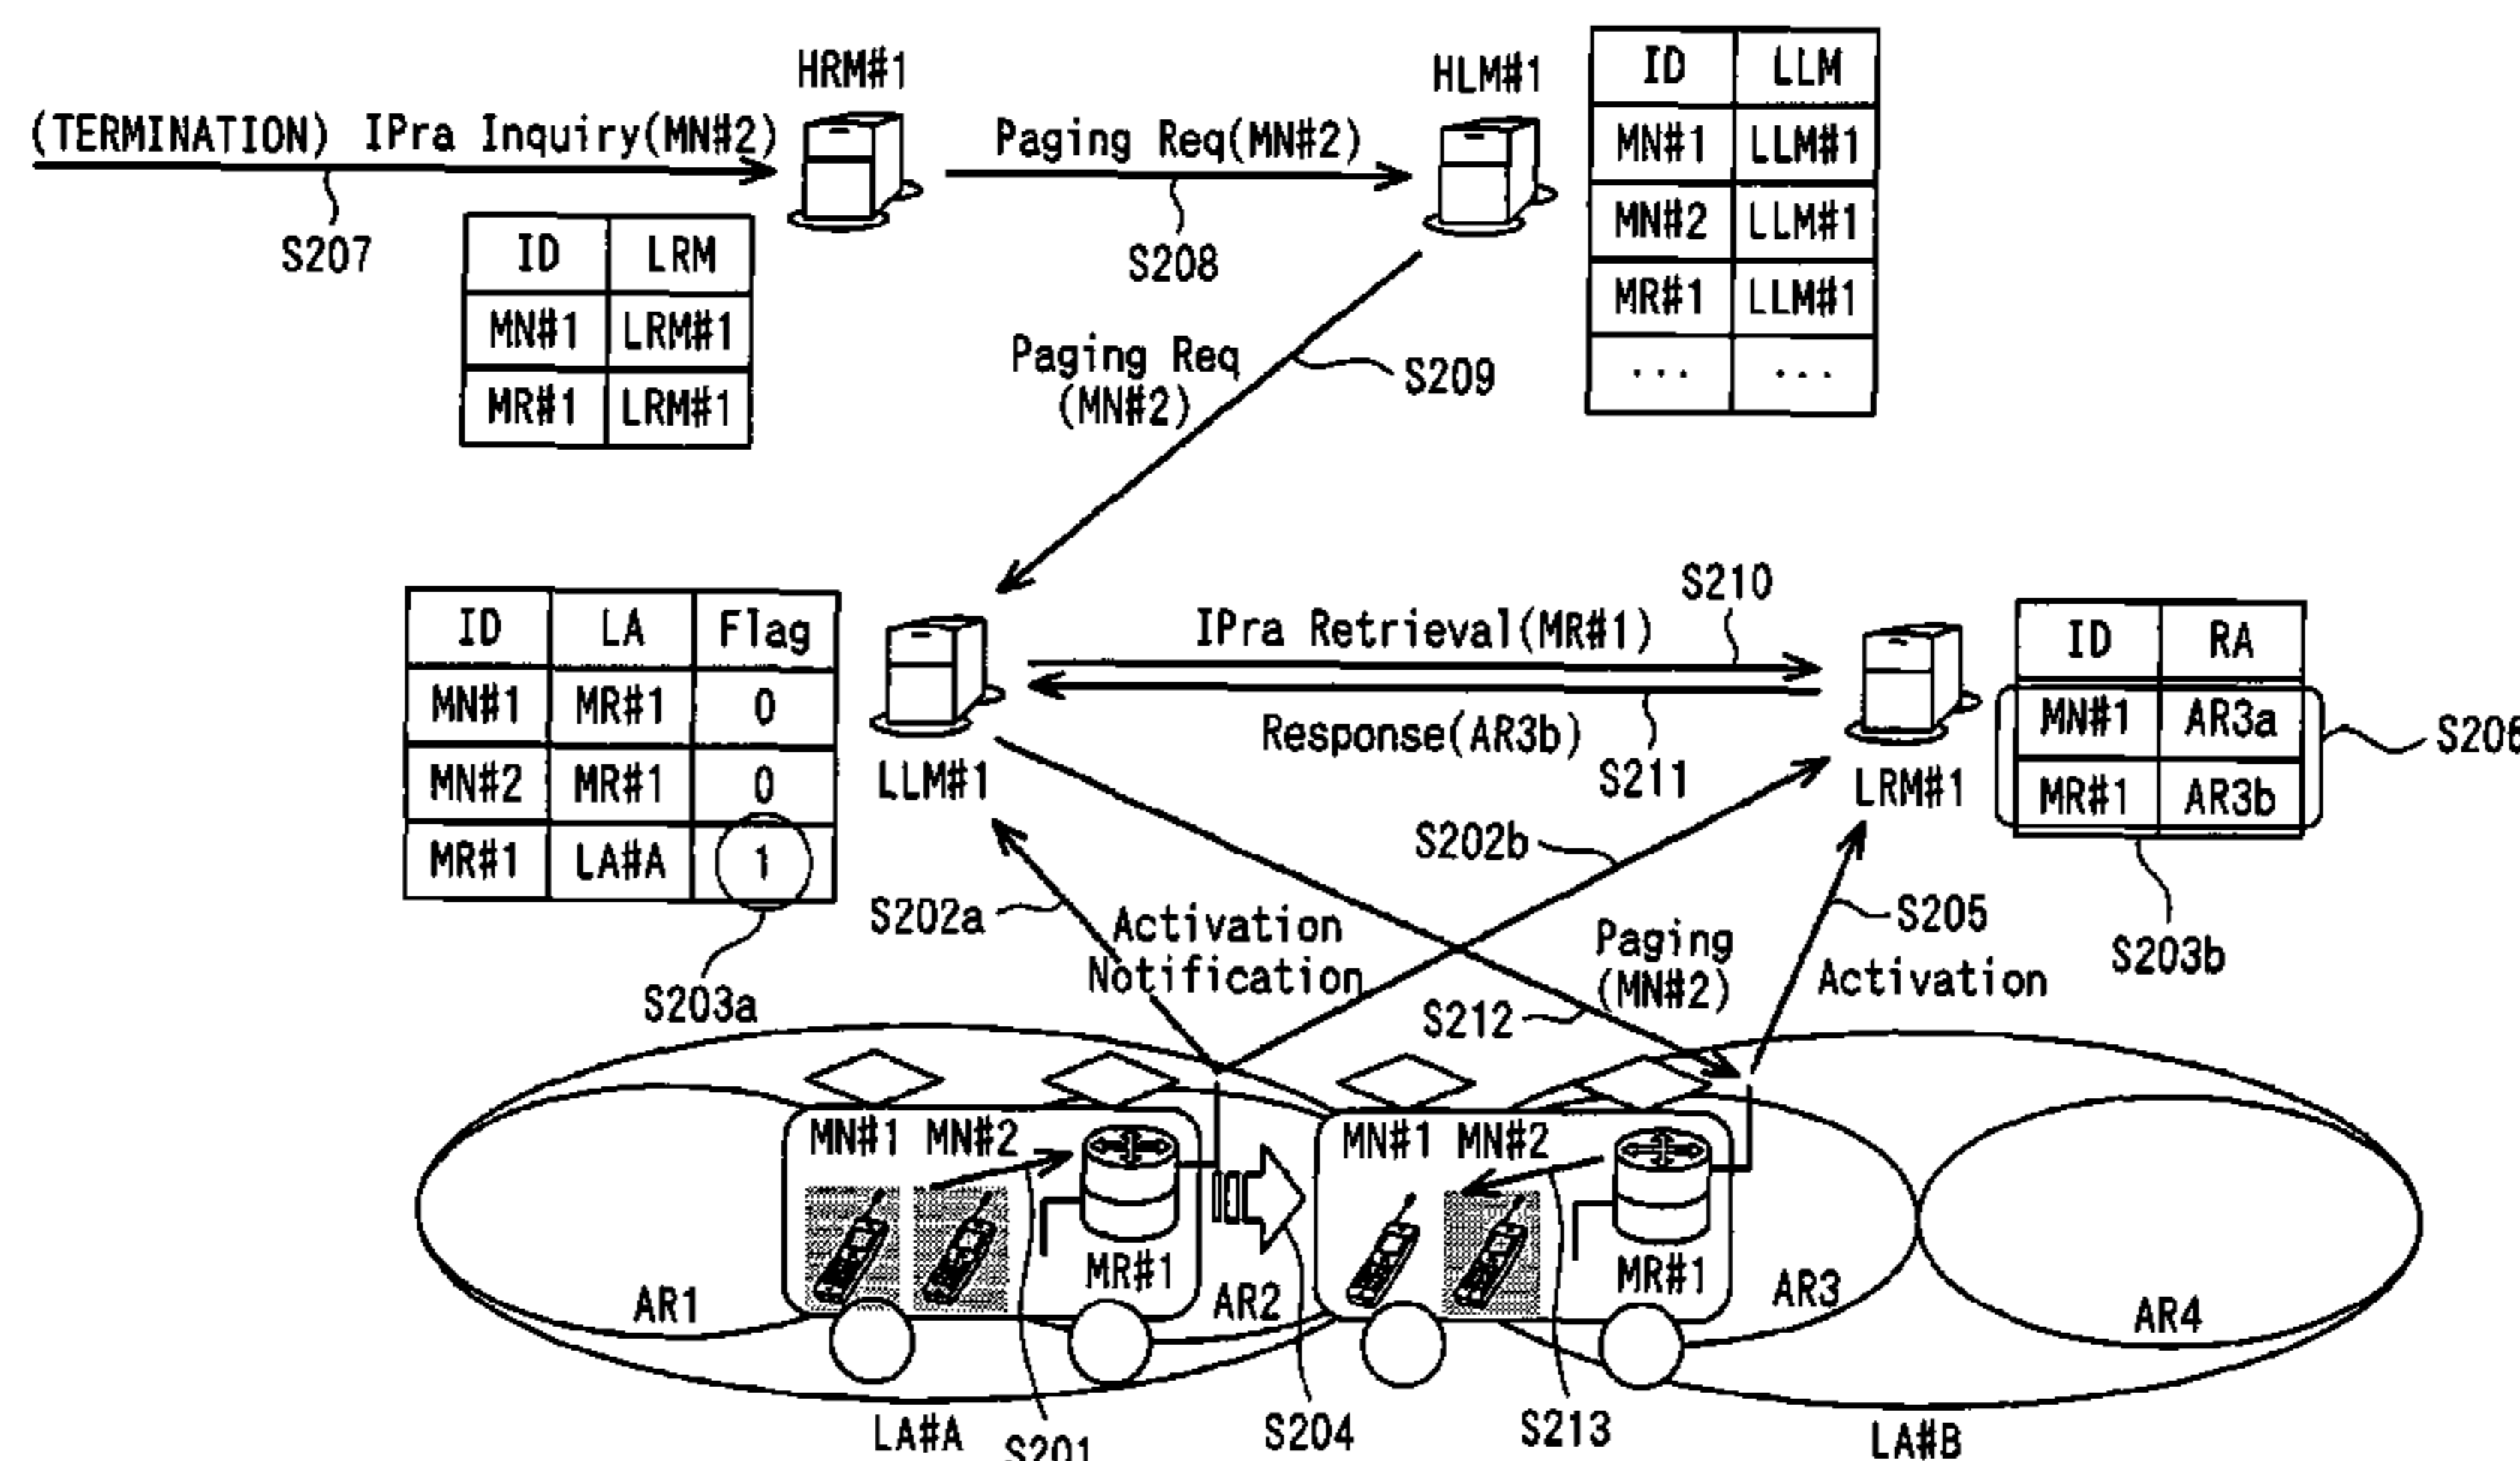 HRM#1
HLM#1
(TERMINATION) IPra Inquiry(MN#2)
Paging Req(MN#2)
S207
S208
ID LRM
MN#1 LRM#1
MR#1 LRM#1
ID LLM
MN#1 LLM#1
MN#2 LLM#1
MR#1 LLM#1
... ...
Paging Req
(MN#2)
S209
ID LA Flag
MN#1 MR#1 0
MN#2 MR#1 0
MR#1 LA#A 1
LLM#1
S210
IPra Retrieval(MR#1)
Response(AR3b)
S211
LRM#1
ID RA
MN#1 AR3a
MR#1 AR3b
S206
S202b
S202a
Activation
Notification
S203a
Paging
(MN#2)
S212
S205
Activation
S203b
MN#1 MN#2
MR#1
AR1
AR2
MN#1 MN#2
MR#1
AR3
AR4
LA#A
S201
S204
S213
LA#B